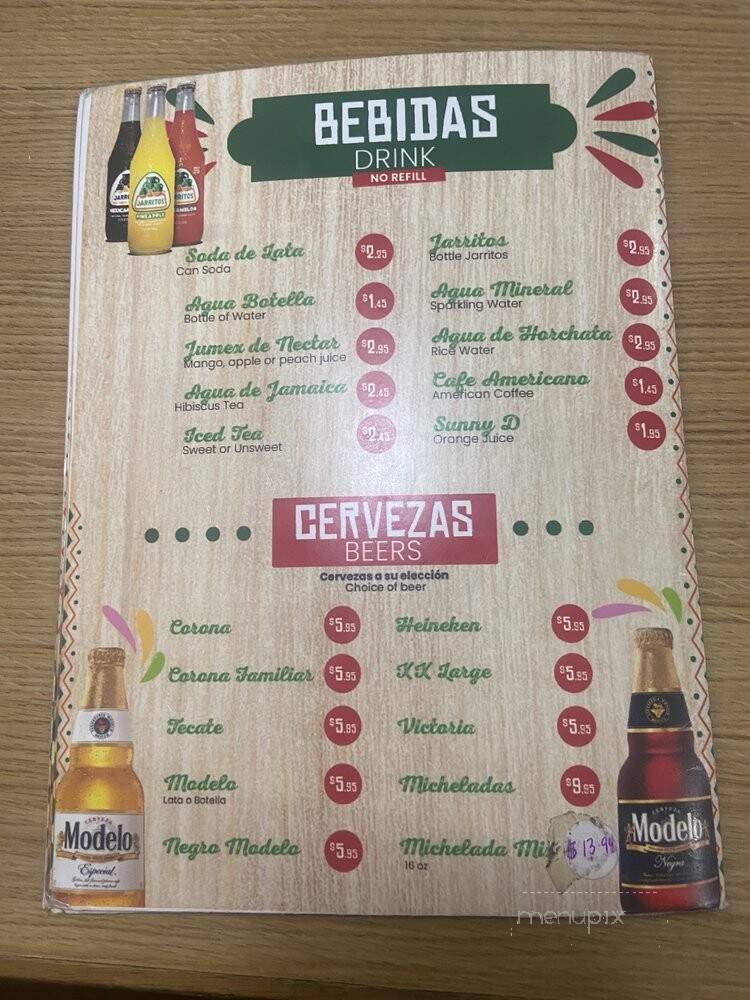 BEBIDAS
DRINK
NO REFILL
JARRITOS
PINEAPPLE
Soda de Lata $2.25
Can Soda
Agua Botella $1.45
Bottle of Water
Jumex de Nectar $2.95
Mango, apple or peach juice
Agua de Jamaica $2.45
Hibiscus Tea
Iced Tea $2.45
Sweet or Unsweet
Jarritos $2.95
Bottle Jarritos
Agua Mineral $2.95
Sparkling Water
Agua de Horchata $2.95
Rice Water
Cafe Americano $1.45
American Coffee
Sunny D $1.95
Orange Juice
CERVEZAS
BEERS
Cervezas a su elección
Choice of beer
Corona $5.95
Corona Familiar $5.95
Tecate $5.95
Modelo $5.95
Lata o Botella
Negro Modelo $5.95
Heineken $5.95
XX Large $5.95
Victoria $5.95
Micheladas $9.95
Michelada
16 oz
CERVEZA
Modelo
Especial
CERVEZA
Modelo
Negra
menupix